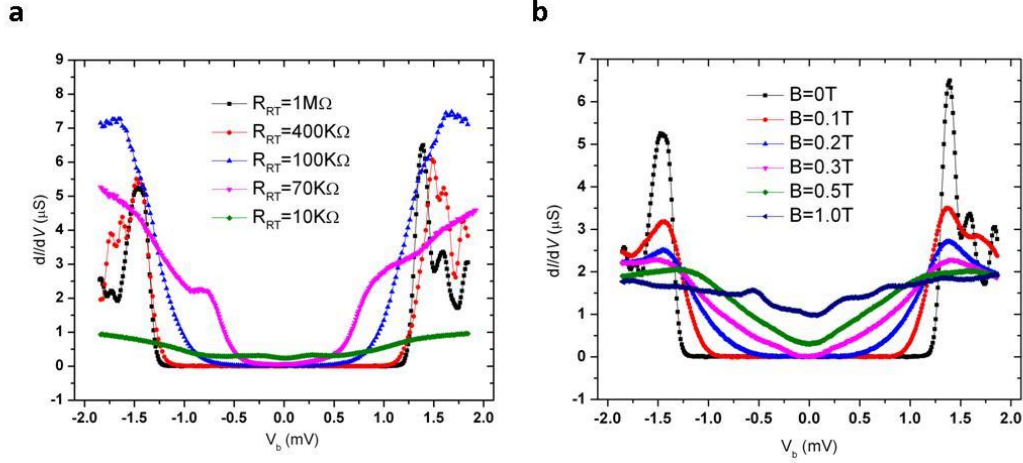 a
b
9
8
7
6
5
4
3
2
1
0
-1
dI/dV (μS)
R_RT=1MΩ
R_RT=400KΩ
R_RT=100KΩ
R_RT=70KΩ
R_RT=10KΩ
-2.0 -1.5 -1.0 -0.5 0.0 0.5 1.0 1.5 2.0
V_b (mV)
7
6
5
4
3
2
1
0
-1
dI/dV (μS)
B=0T
B=0.1T
B=0.2T
B=0.3T
B=0.5T
B=1.0T
-2.0 -1.5 -1.0 -0.5 0.0 0.5 1.0 1.5 2.0
V_b (mV)